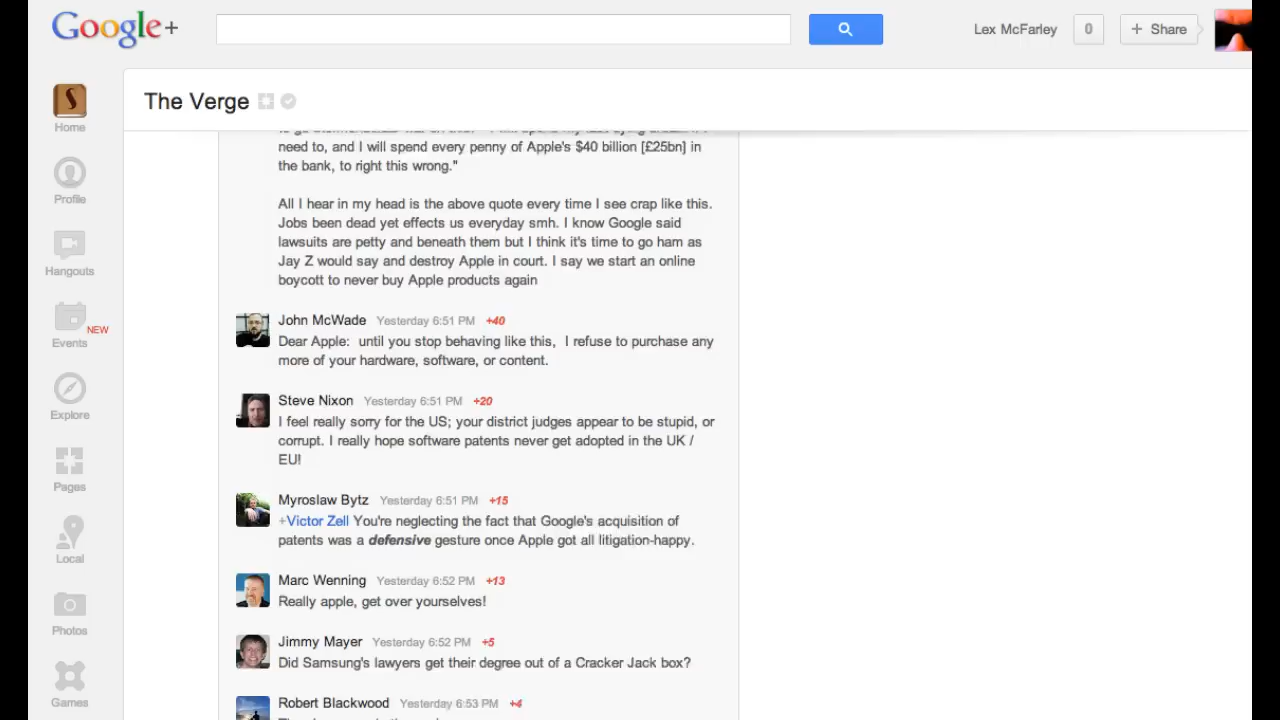 Google+
Lex McFarley
0
+ Share
The Verge
Home
Profile
Hangouts
NEW
Events
Explore
Pages
Local
Photos
Games
need to, and I will spend every penny of Apple's $40 billion [£25bn] in
the bank, to right this wrong."
All I hear in my head is the above quote every time I see crap like this.
Jobs been dead yet effects us everyday smh. I know Google said
lawsuits are petty and beneath them but I think it's time to go ham as
Jay Z would say and destroy Apple in court. I say we start an online
boycott to never buy Apple products again
John McWade Yesterday 6:51 PM +40
Dear Apple: until you stop behaving like this, I refuse to purchase any
more of your hardware, software, or content.
Steve Nixon Yesterday 6:51 PM +20
I feel really sorry for the US; your district judges appear to be stupid, or
corrupt. I really hope software patents never get adopted in the UK /
EU!
Myroslaw Bytz Yesterday 6:51 PM +15
+Victor Zell You're neglecting the fact that Google's acquisition of
patents was a defensive gesture once Apple got all litigation-happy.
Marc Wenning Yesterday 6:52 PM +13
Really apple, get over yourselves!
Jimmy Mayer Yesterday 6:52 PM +5
Did Samsung's lawyers get their degree out of a Cracker Jack box?
Robert Blackwood Yesterday 6:53 PM +4